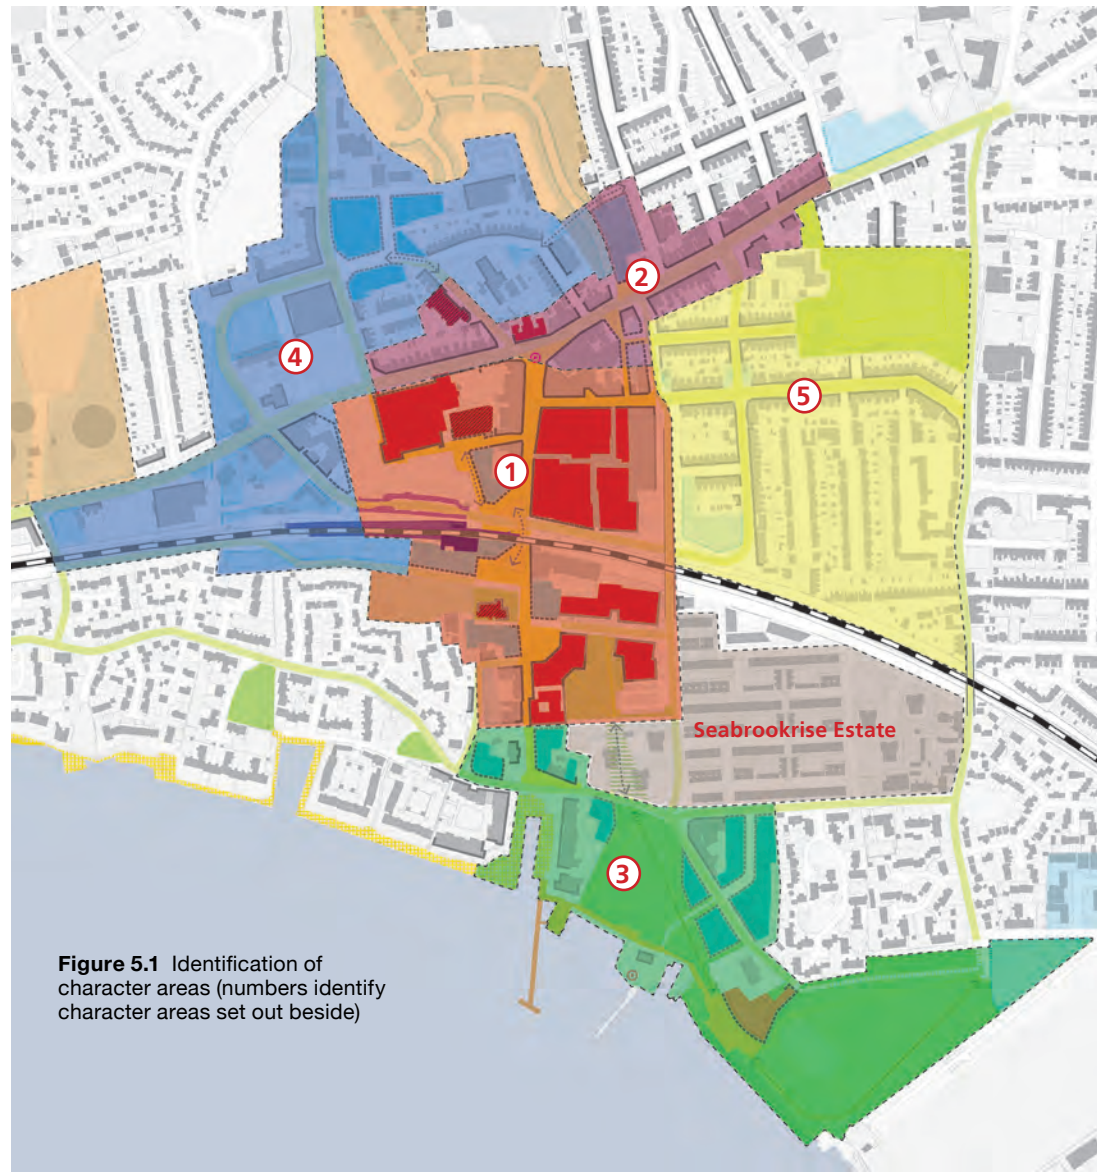 2
4
5
1
Seabrookrise Estate
3
Figure 5.1 Identification of
character areas (numbers identify
character areas set out beside)